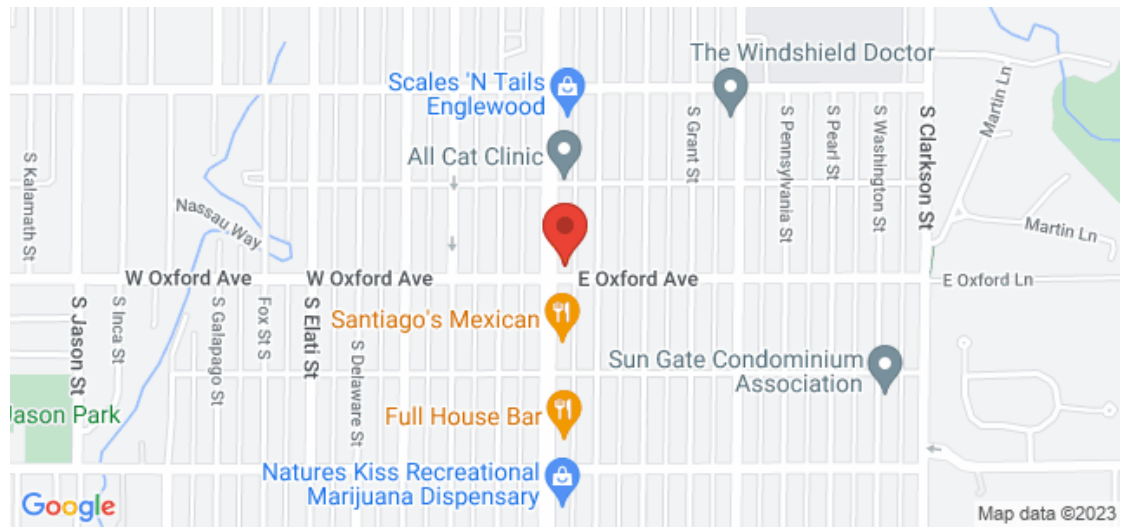 The Windshield Doctor
Scales 'N Tails
Englewood
All Cat Clinic
S Kalamath St
Nassau Way
S Grant St
S Pennsylvania St
S Pearl St
S Washington St
S Clarkson St
Martin Ln
Martin Ln
W Oxford Ave
W Oxford Ave
E Oxford Ave
E Oxford Ln
S Jason St
S Inca St
S Galapago St
Fox St S
S Elati St
S Delaware St
Santiago's Mexican
Sun Gate Condominium
Association
Jason Park
Full House Bar
Natures Kiss Recreational
Marijuana Dispensary
Google
Map data ©2023